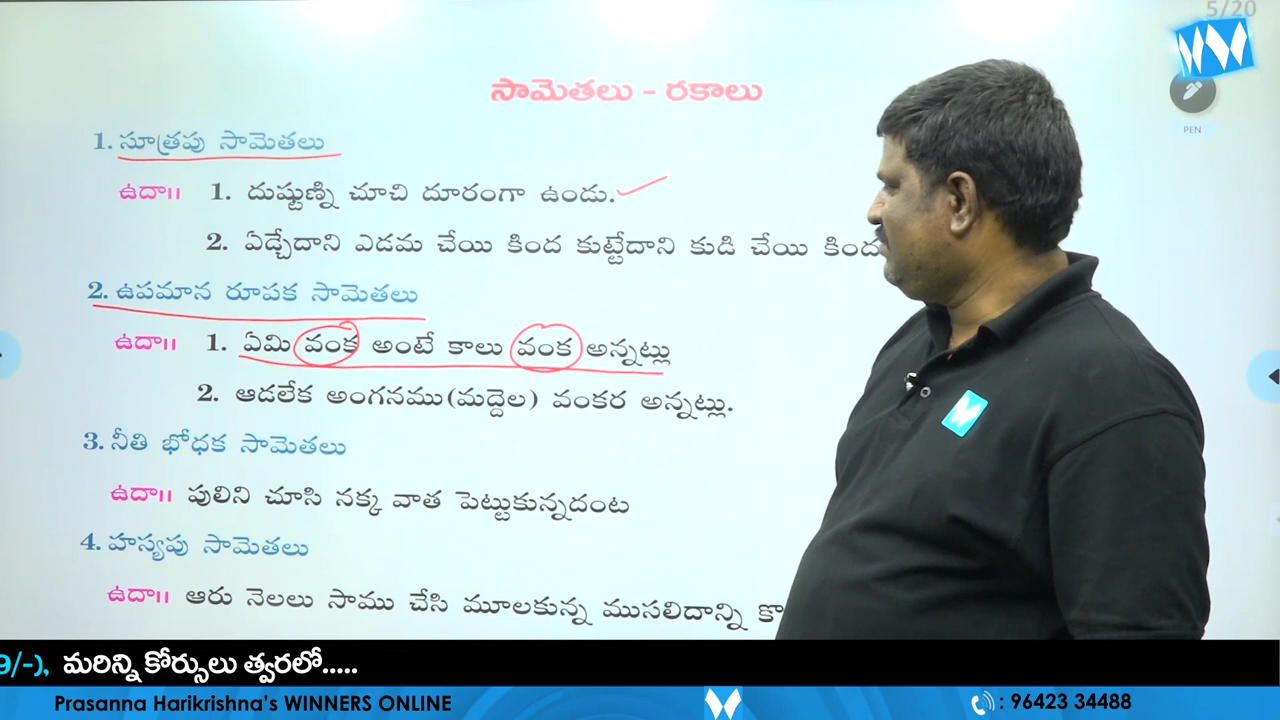 5/20
సామెతలు - రకాలు
PEN
1. సూత్రపు సామెతలు
ఉదా॥ 1. దుష్టుణ్ని చూచి దూరంగా ఉండు.
2. ఏడ్చేదాని ఎడమ చేయి కింద కుట్టేదాని కుడి చేయి కింద
2. ఉపమాన రూపక సామెతలు
ఉదా॥ 1. ఏమి వంక అంటే కాలు వంక అన్నట్లు
2. ఆడలేక అంగనము(మద్దెల) వంకర అన్నట్లు.
3. నీతి భోధక సామెతలు
ఉదా॥ పులిని చూసి నక్క వాత పెట్టుకున్నదంట
4. హస్యపు సామెతలు
ఉదా॥ ఆరు నెలలు సాము చేసి మూలకున్న ముసలిదాన్ని
9/-), మరిన్ని కోర్సులు త్వరలో.....
Prasanna Harikrishna's WINNERS ONLINE : 96423 34488